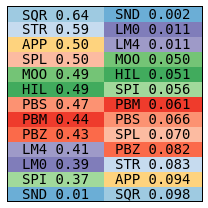 SQR 0.64 SND 0.002
STR 0.59 LM0 0.011
APP 0.50 LM4 0.011
SPL 0.50 MOO 0.050
MOO 0.49 HIL 0.051
HIL 0.49 SPI 0.056
PBS 0.47 PBM 0.061
PBM 0.44 PBS 0.066
PBZ 0.43 SPL 0.070
LM4 0.41 PBZ 0.082
LM0 0.39 STR 0.083
SPI 0.37 APP 0.094
SND 0.01 SQR 0.098